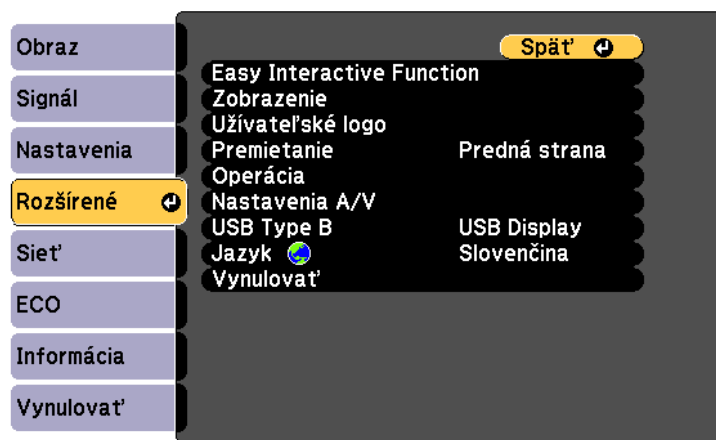 Obraz
Signál
Nastavenia
Rozšírené
Sieť
ECO
Informácia
Vynulovať
Späť
Easy Interactive Function
Zobrazenie
Užívateľské logo
Premietanie Predná strana
Operácia
Nastavenia A/V
USB Type B USB Display
Jazyk Slovenčina
Vynulovať